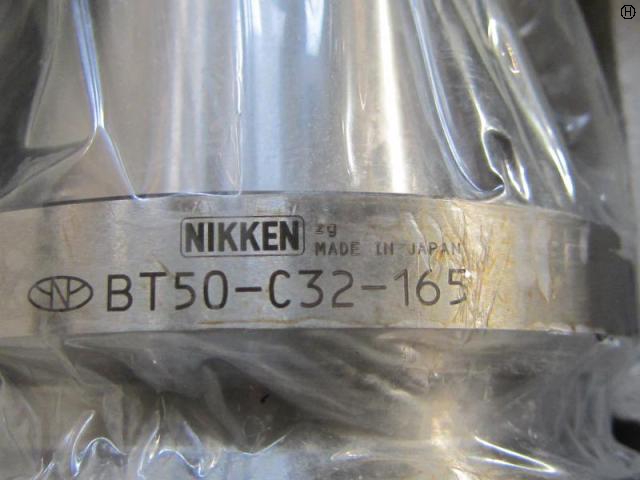 NIKKEN
zg
MADE IN JAPAN
BT50-C32-165
H